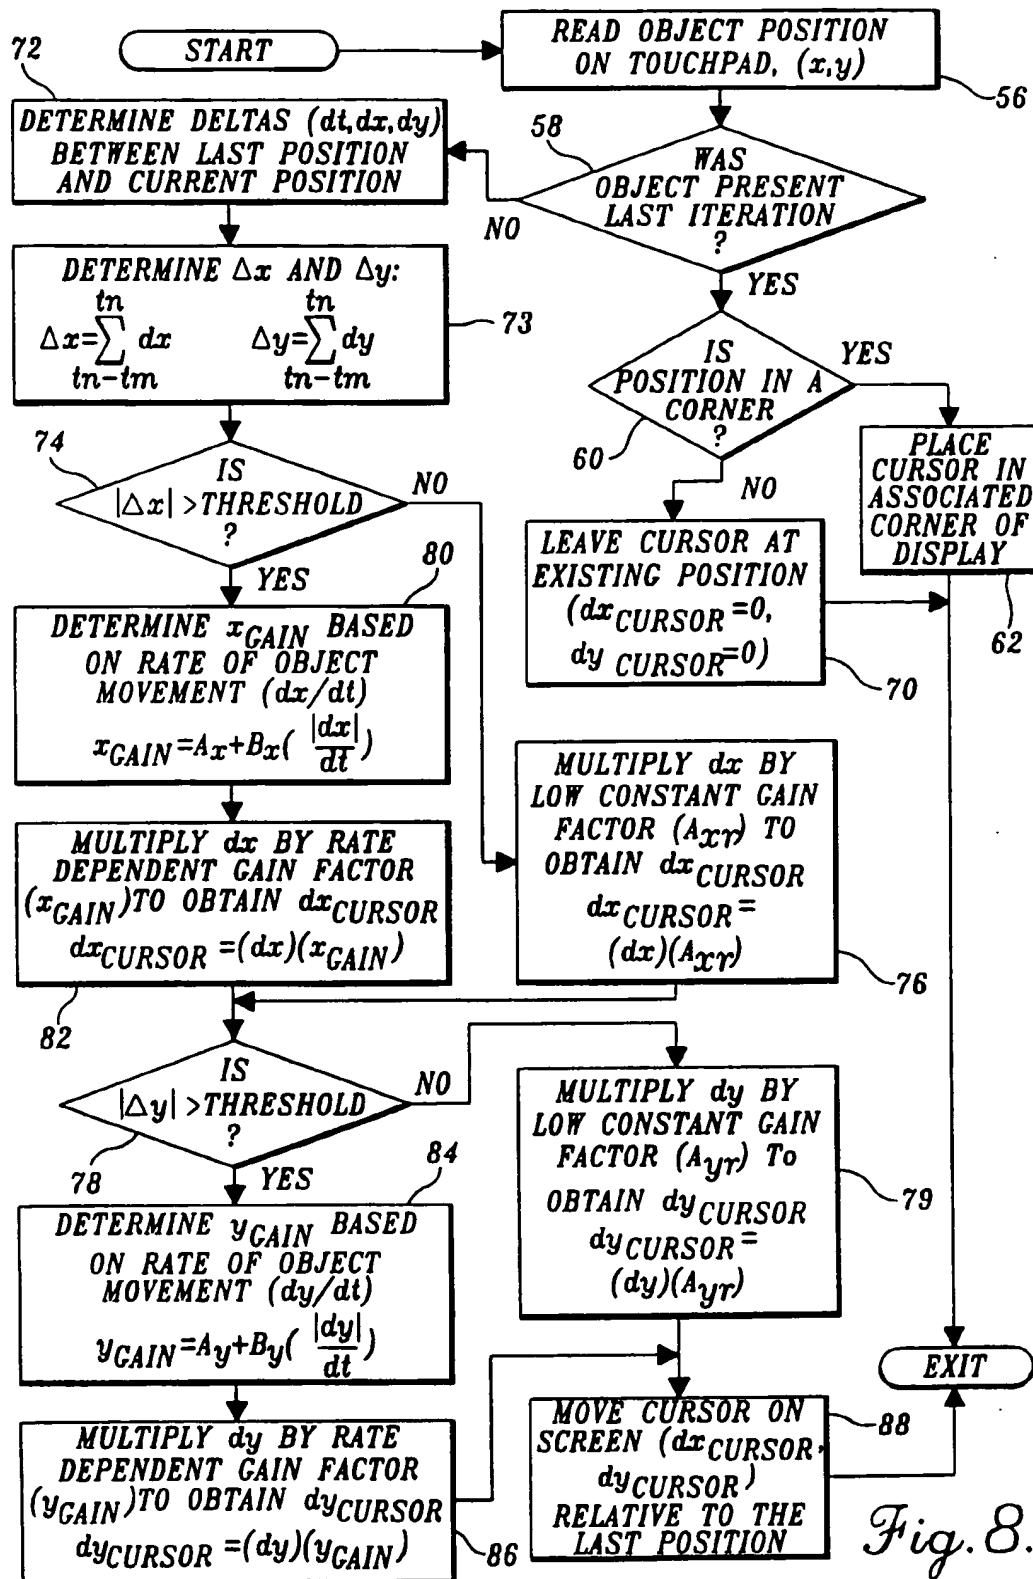 START
READ OBJECT POSITION
ON TOUCHPAD, (x,y)
56
58
WAS
OBJECT PRESENT
LAST ITERATION
?
NO
YES
72
DETERMINE DELTAS (dt,dx,dy)
BETWEEN LAST POSITION
AND CURRENT POSITION
DETERMINE Δx AND Δy:
tn tn
Δx=∑ dx Δy=∑ dy
tn-tm tn-tm
73
IS
POSITION IN A
CORNER
?
60
YES
NO
PLACE
CURSOR IN
ASSOCIATED
CORNER OF
DISPLAY
62
LEAVE CURSOR AT
EXISTING POSITION
(dxCURSOR=0,
dy CURSOR=0)
70
74
IS
|Δx| >THRESHOLD
?
NO
YES
80
DETERMINE xGAIN BASED
ON RATE OF OBJECT
MOVEMENT (dx/dt)
xGAIN=Ax+Bx( |dx|/dt )
MULTIPLY dx BY RATE
DEPENDENT GAIN FACTOR
(xGAIN)TO OBTAIN dxCURSOR
dxCURSOR=(dx)(xGAIN)
82
MULTIPLY dx BY
LOW CONSTANT GAIN
FACTOR (Axr) TO
OBTAIN dxCURSOR
dxCURSOR=
(dx)(Axr)
76
IS
|Δy| >THRESHOLD
?
78
NO
YES
84
DETERMINE yGAIN BASED
ON RATE OF OBJECT
MOVEMENT (dy/dt)
yGAIN=Ay+By( |dy|/dt )
MULTIPLY dy BY RATE
DEPENDENT GAIN FACTOR
(yGAIN)TO OBTAIN dyCURSOR
dyCURSOR=(dy)(yGAIN)
86
MULTIPLY dy BY
LOW CONSTANT GAIN
FACTOR (Ayr) To
OBTAIN dyCURSOR
dyCURSOR=
(dy)(Ayr)
79
MOVE CURSOR ON
SCREEN (dxCURSOR,
dyCURSOR)
RELATIVE TO THE
LAST POSITION
88
EXIT
Fig. 8.